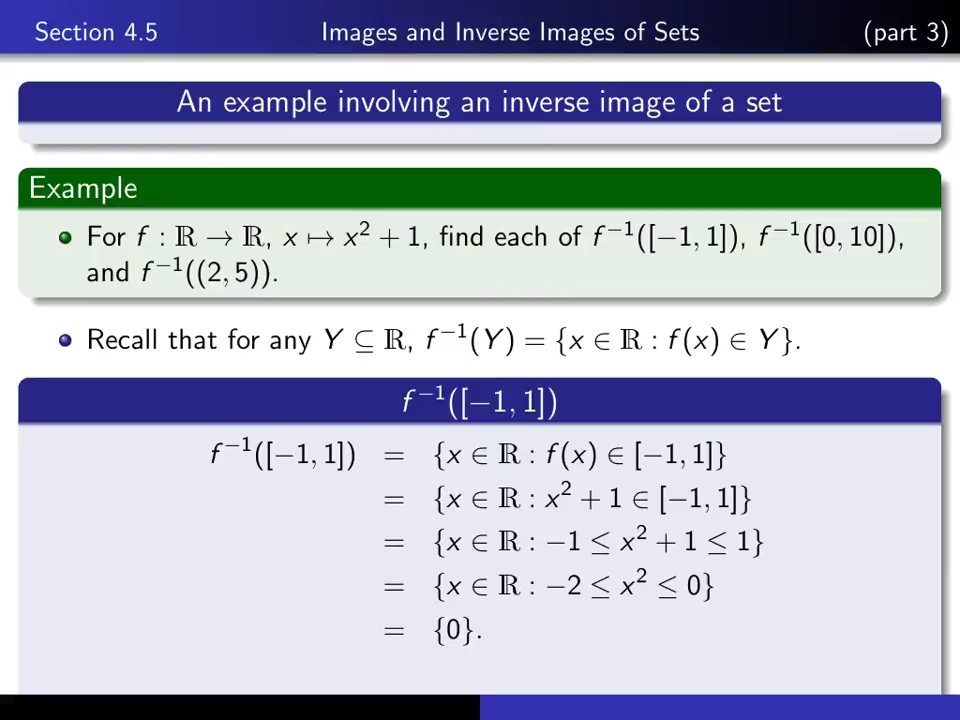 Section 4.5 Images and Inverse Images of Sets (part 3)
An example involving an inverse image of a set
Example
For f : ℝ → ℝ, x ↦ x² + 1, find each of f⁻¹([−1, 1]), f⁻¹([0, 10]),
and f⁻¹((2, 5)).
Recall that for any Y ⊆ ℝ, f⁻¹(Y) = {x ∈ ℝ : f(x) ∈ Y}.
f⁻¹([−1, 1])
f⁻¹([−1, 1]) = {x ∈ ℝ : f(x) ∈ [−1, 1]}
= {x ∈ ℝ : x² + 1 ∈ [−1, 1]}
= {x ∈ ℝ : −1 ≤ x² + 1 ≤ 1}
= {x ∈ ℝ : −2 ≤ x² ≤ 0}
= {0}.